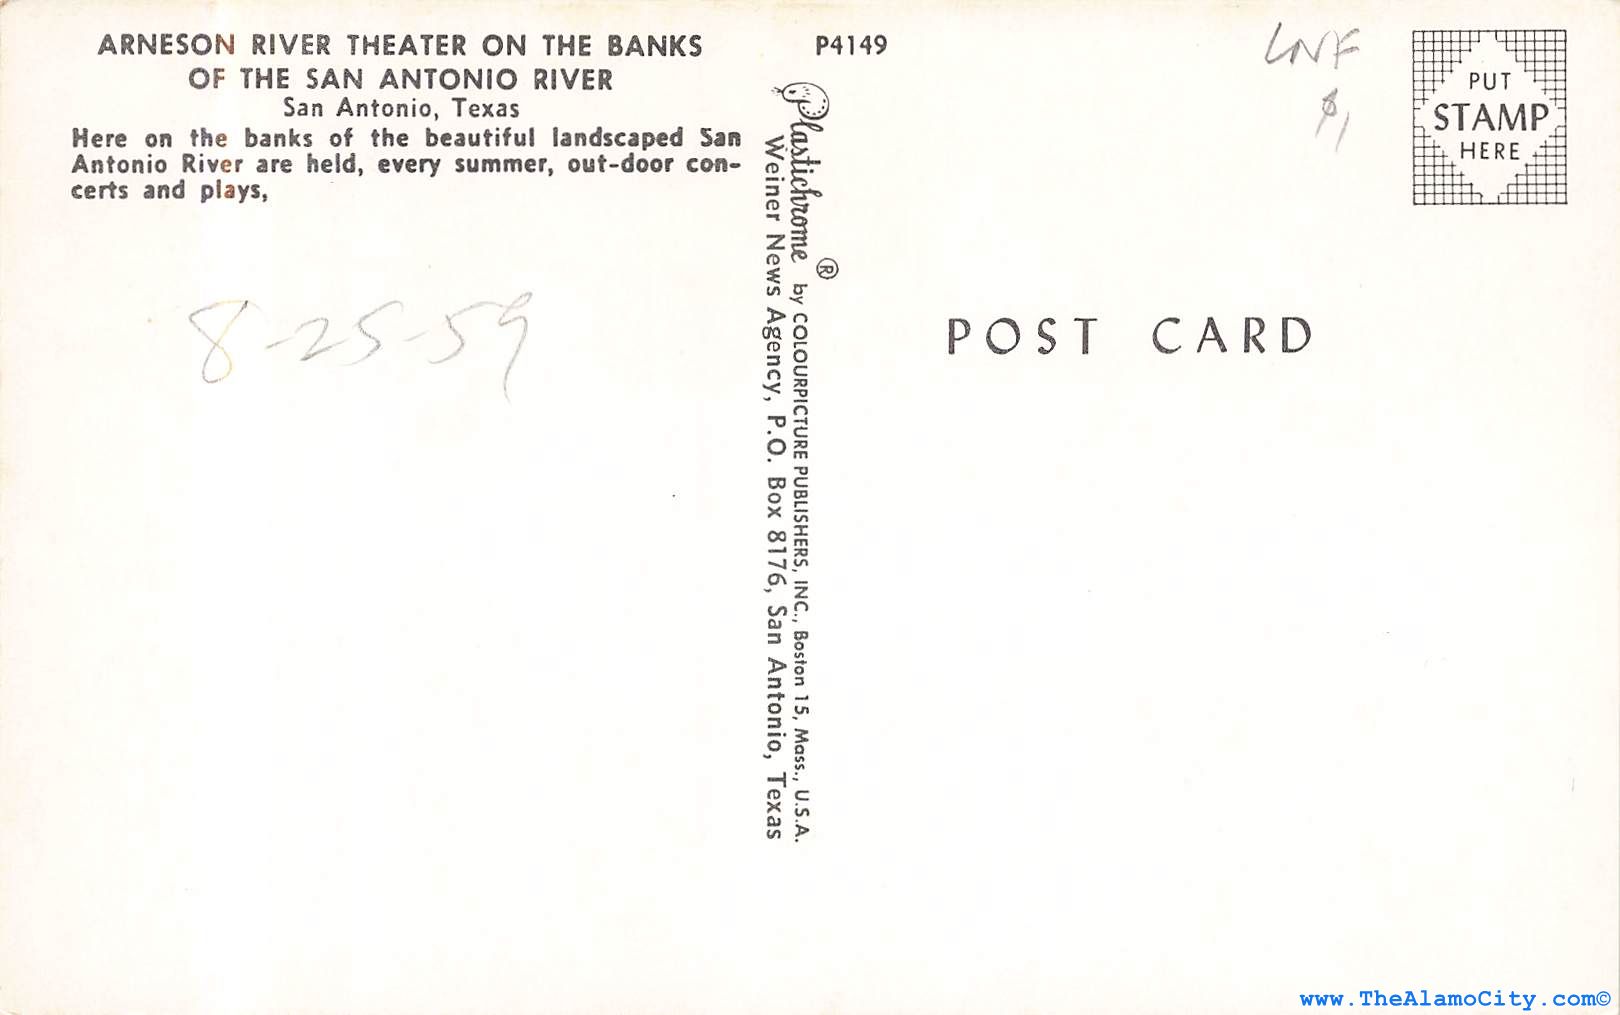 ARNESON RIVER THEATER ON THE BANKS
OF THE SAN ANTONIO RIVER
San Antonio, Texas
Here on the banks of the beautiful landscaped San
Antonio River are held, every summer, out-door con-
certs and plays,
8-25-59
P4149
Plastichrome ® by COLOURPICTURE PUBLISHERS, INC., Boston 15, Mass., U.S.A.
Weiner News Agency, P.O. Box 8176, San Antonio, Texas
$1
PUT
STAMP
HERE
POST CARD
www.TheAlamoCity.com©